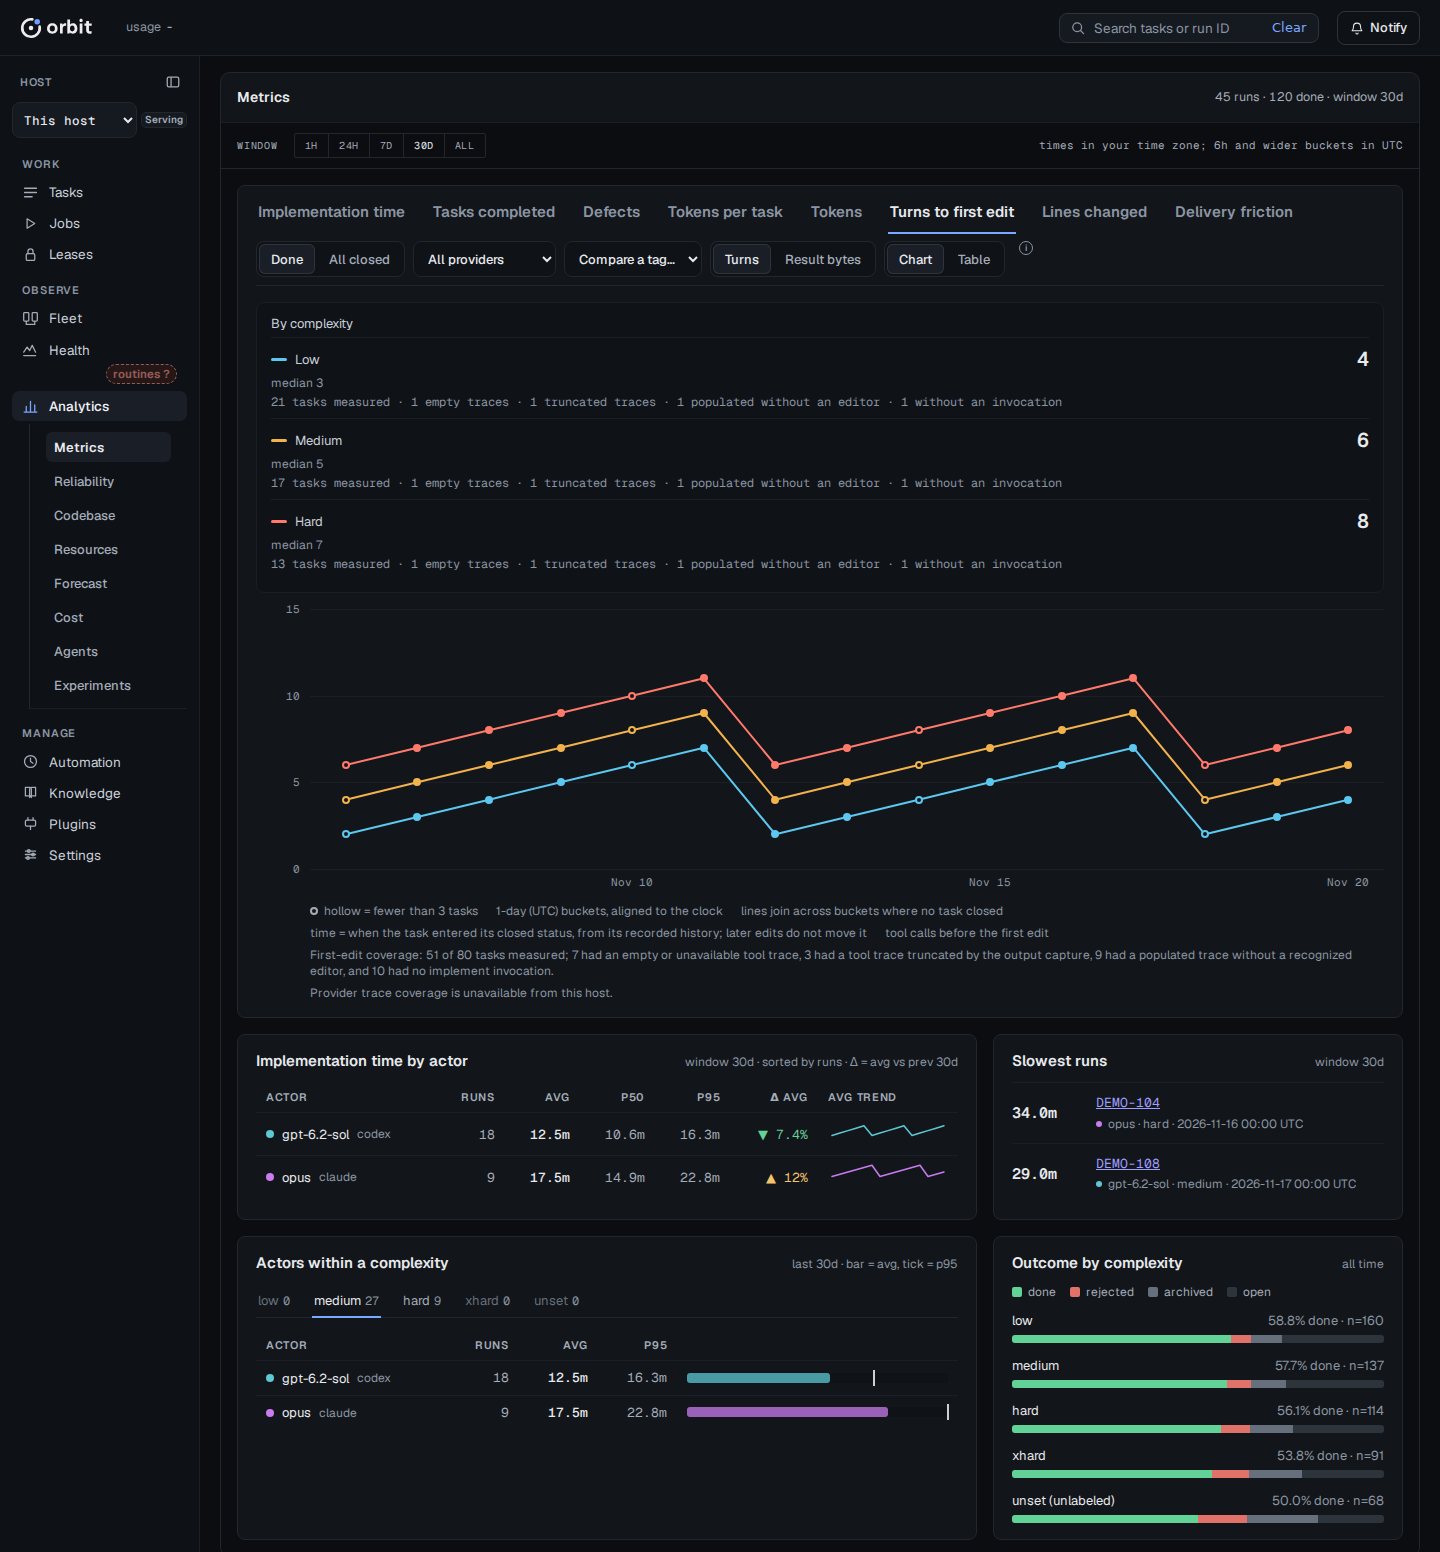 orbit
usage -
Search tasks or run ID
Clear
Notify
HOST
This host
Serving
WORK
Tasks
Jobs
Leases
OBSERVE
Fleet
Health
routines ?
Analytics
Metrics
Reliability
Codebase
Resources
Forecast
Cost
Agents
Experiments
MANAGE
Automation
Knowledge
Plugins
Settings
Metrics
45 runs · 120 done · window 30d
WINDOW 1H 24H 7D 30D ALL
times in your time zone; 6h and wider buckets in UTC
Implementation time Tasks completed Defects Tokens per task Tokens Turns to first edit Lines changed Delivery friction
Done All closed All providers Compare a tag... Turns Result bytes Chart Table
By complexity
Low 4
median 3
21 tasks measured · 1 empty traces · 1 truncated traces · 1 populated without an editor · 1 without an invocation
Medium 6
median 5
17 tasks measured · 1 empty traces · 1 truncated traces · 1 populated without an editor · 1 without an invocation
Hard 8
median 7
13 tasks measured · 1 empty traces · 1 truncated traces · 1 populated without an editor · 1 without an invocation
15
10
5
0
Nov 10 Nov 15 Nov 20
hollow = fewer than 3 tasks 1-day (UTC) buckets, aligned to the clock lines join across buckets where no task closed
time = when the task entered its closed status, from its recorded history; later edits do not move it tool calls before the first edit
First-edit coverage: 51 of 80 tasks measured; 7 had an empty or unavailable tool trace, 3 had a tool trace truncated by the output capture, 9 had a populated trace without a recognized
editor, and 10 had no implement invocation.
Provider trace coverage is unavailable from this host.
Implementation time by actor
window 30d · sorted by runs · Δ = avg vs prev 30d
ACTOR RUNS AVG P50 P95 Δ AVG AVG TREND
gpt-6.2-sol codex 18 12.5m 10.6m 16.3m ▼ 7.4%
opus claude 9 17.5m 14.9m 22.8m ▲ 12%
Slowest runs
window 30d
34.0m
DEMO-104
opus · hard · 2026-11-16 00:00 UTC
29.0m
DEMO-108
gpt-6.2-sol · medium · 2026-11-17 00:00 UTC
Actors within a complexity
last 30d · bar = avg, tick = p95
low 0 medium 27 hard 9 xhard 0 unset 0
ACTOR RUNS AVG P95
gpt-6.2-sol codex 18 12.5m 16.3m
opus claude 9 17.5m 22.8m
Outcome by complexity
all time
done rejected archived open
low 58.8% done · n=160
medium 57.7% done · n=137
hard 56.1% done · n=114
xhard 53.8% done · n=91
unset (unlabeled) 50.0% done · n=68